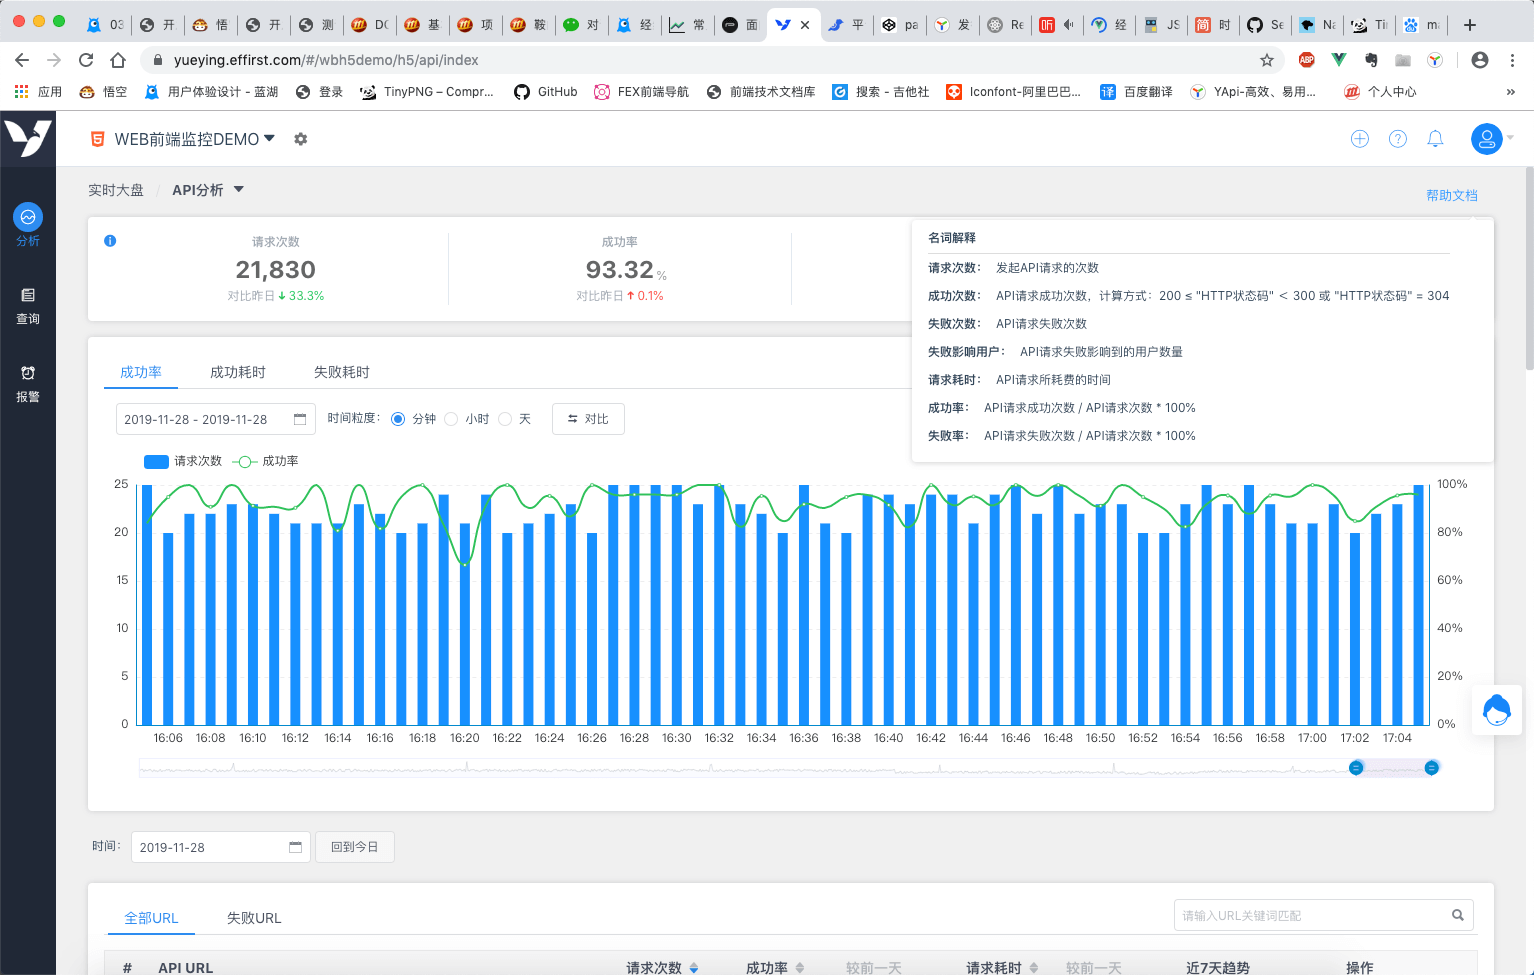 03 开 悟 开 测 DC 基 项 鞍 对 经 常 面 平 pa 发 Re 听 经 JS 简 时 Se Na Ti ma
yueying.effirst.com/#/wbh5demo/h5/api/index
ABP
应用 悟空 用户体验设计 - 蓝湖 登录 TinyPNG – Compr... GitHub FEX前端导航 前端技术文档库 搜索 - 吉他社 Iconfont-阿里巴巴... 译 百度翻译 YApi-高效、易用... 个人中心 »
WEB前端监控DEMO
实时大盘 / API分析
帮助文档
分析
查询
报警
请求次数
21,830
对比昨日 33.3%
成功率
93.32 %
对比昨日 0.1%
名词解释
请求次数: 发起API请求的次数
成功次数: API请求成功次数，计算方式：200 ≤ "HTTP状态码" < 300 或 "HTTP状态码" = 304
失败次数: API请求失败次数
失败影响用户: API请求失败影响到的用户数量
请求耗时: API请求所耗费的时间
成功率: API请求成功次数 / API请求次数 * 100%
失败率: API请求失败次数 / API请求次数 * 100%
成功率 成功耗时 失败耗时
2019-11-28 - 2019-11-28 时间粒度: 分钟 小时 天 对比
请求次数 成功率
25 100%
20 80%
15 60%
10 40%
5 20%
0 0%
16:06 16:08 16:10 16:12 16:14 16:16 16:18 16:20 16:22 16:24 16:26 16:28 16:30 16:32 16:34 16:36 16:38 16:40 16:42 16:44 16:46 16:48 16:50 16:52 16:54 16:56 16:58 17:00 17:02 17:04
时间: 2019-11-28 回到今日
全部URL 失败URL
请输入URL关键词匹配
# API URL 请求次数 成功率 较前一天 请求耗时 较前一天 近7天趋势 操作